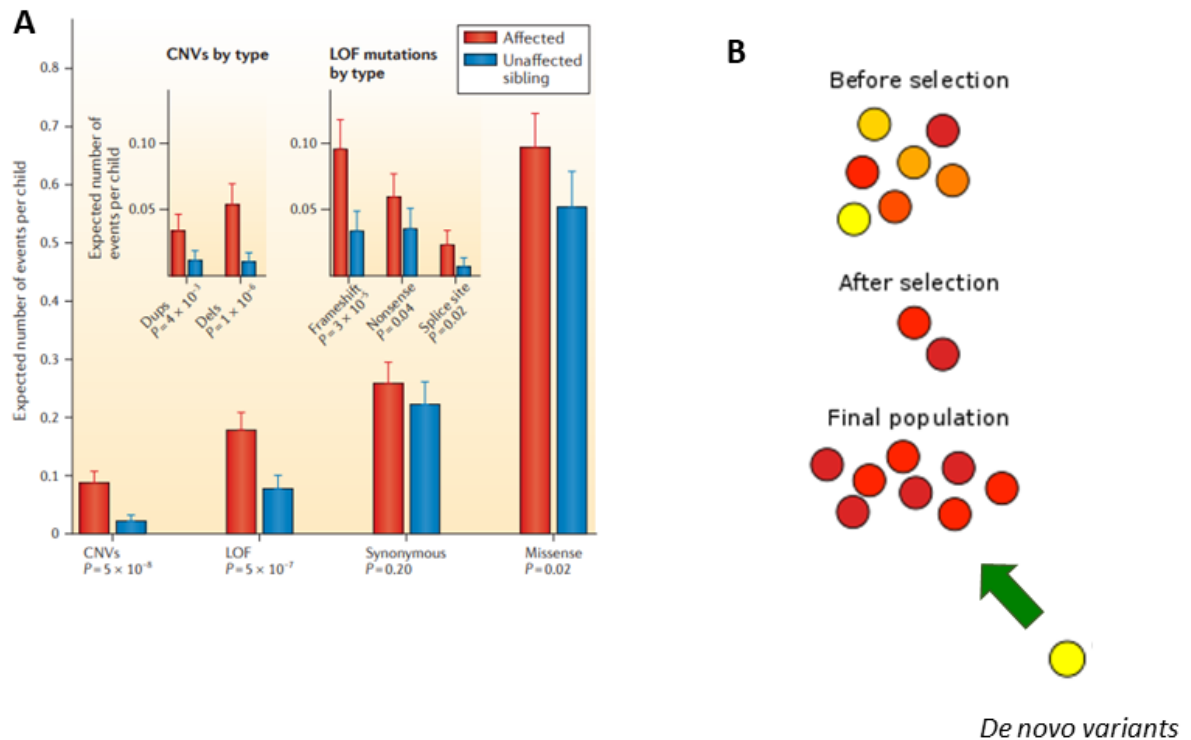 A
CNVs by type
LOF mutations
by type
Affected
Unaffected
sibling
Expected number of events per child
0.8
0.7
0.6
0.5
0.4
0.3
0.2
0.1
0
Expected number of
events per child
0.10
0.05
Dups
P = 4 × 10⁻³
Dels
P = 1 × 10⁻⁶
0.10
0.05
Frameshift
P = 3 × 10⁻⁵
Nonsense
P = 0.04
Splice site
P = 0.02
CNVs
P = 5 × 10⁻⁸
LOF
P = 5 × 10⁻⁷
Synonymous
P = 0.20
Missense
P = 0.02
B
Before selection
After selection
Final population
De novo variants